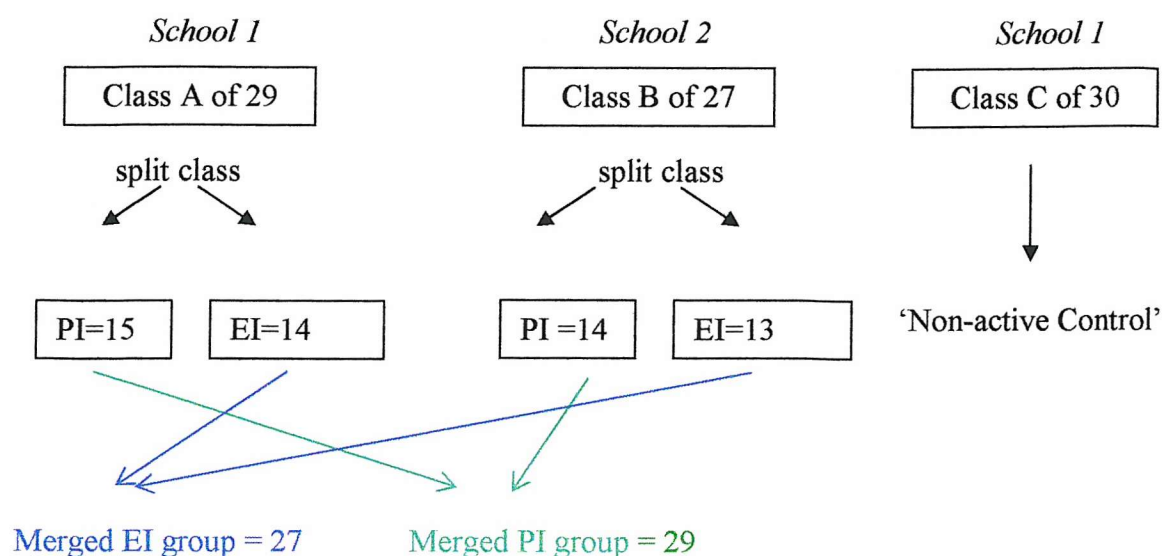 School 1 School 2 School 1
Class A of 29 Class B of 27 Class C of 30
split class split class
PI=15 EI=14 PI =14 EI=13 ‘Non-active Control’
Merged EI group = 27 Merged PI group = 29